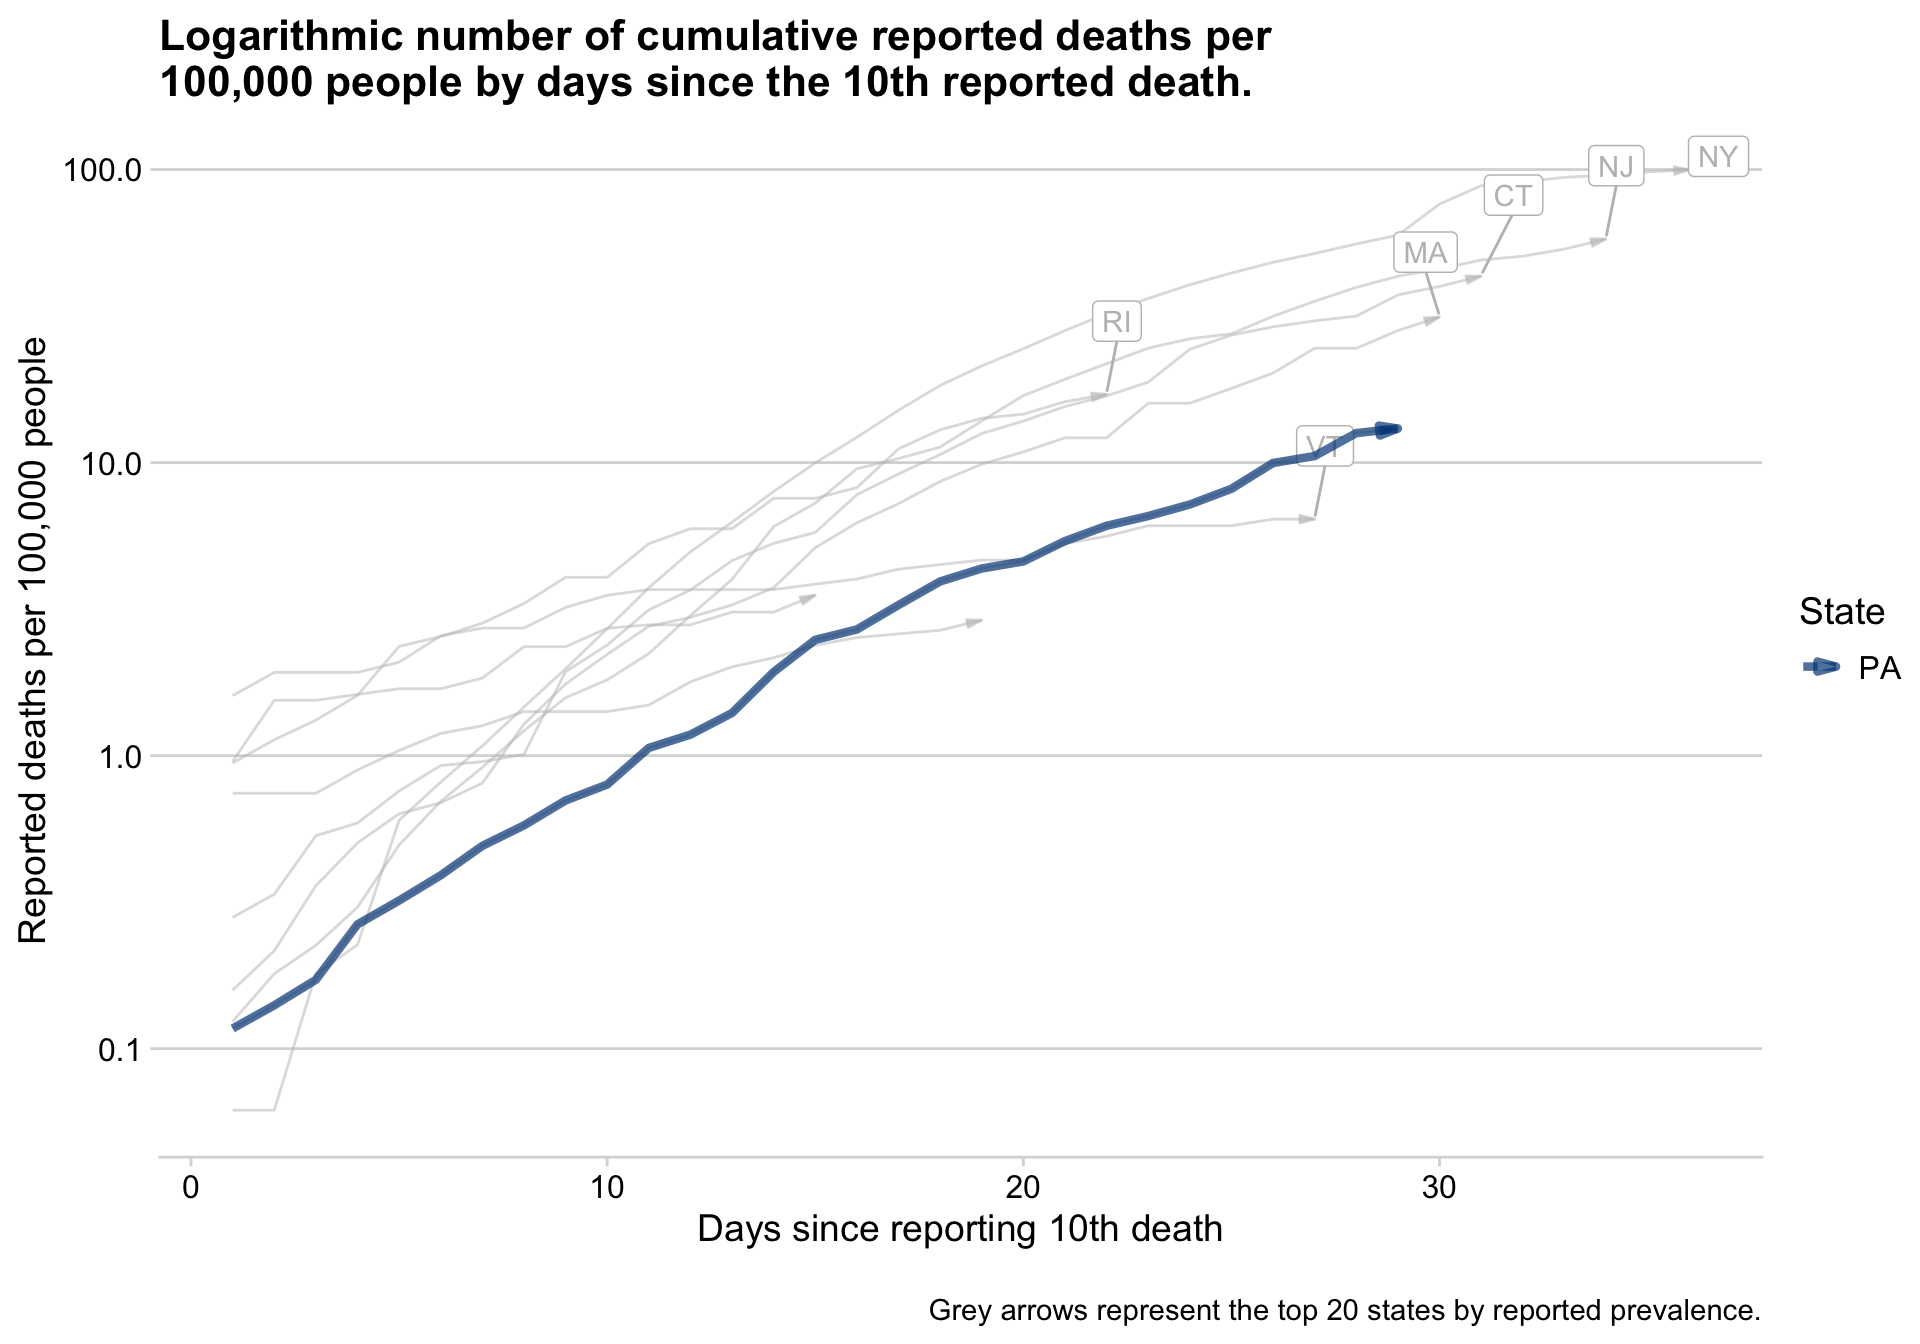 Logarithmic number of cumulative reported deaths per
100,000 people by days since the 10th reported death.
Reported deaths per 100,000 people
100.0
10.0
1.0
0.1
NY
NJ
CT
MA
RI
VT
State
PA
0
10
20
30
Days since reporting 10th death
Grey arrows represent the top 20 states by reported prevalence.